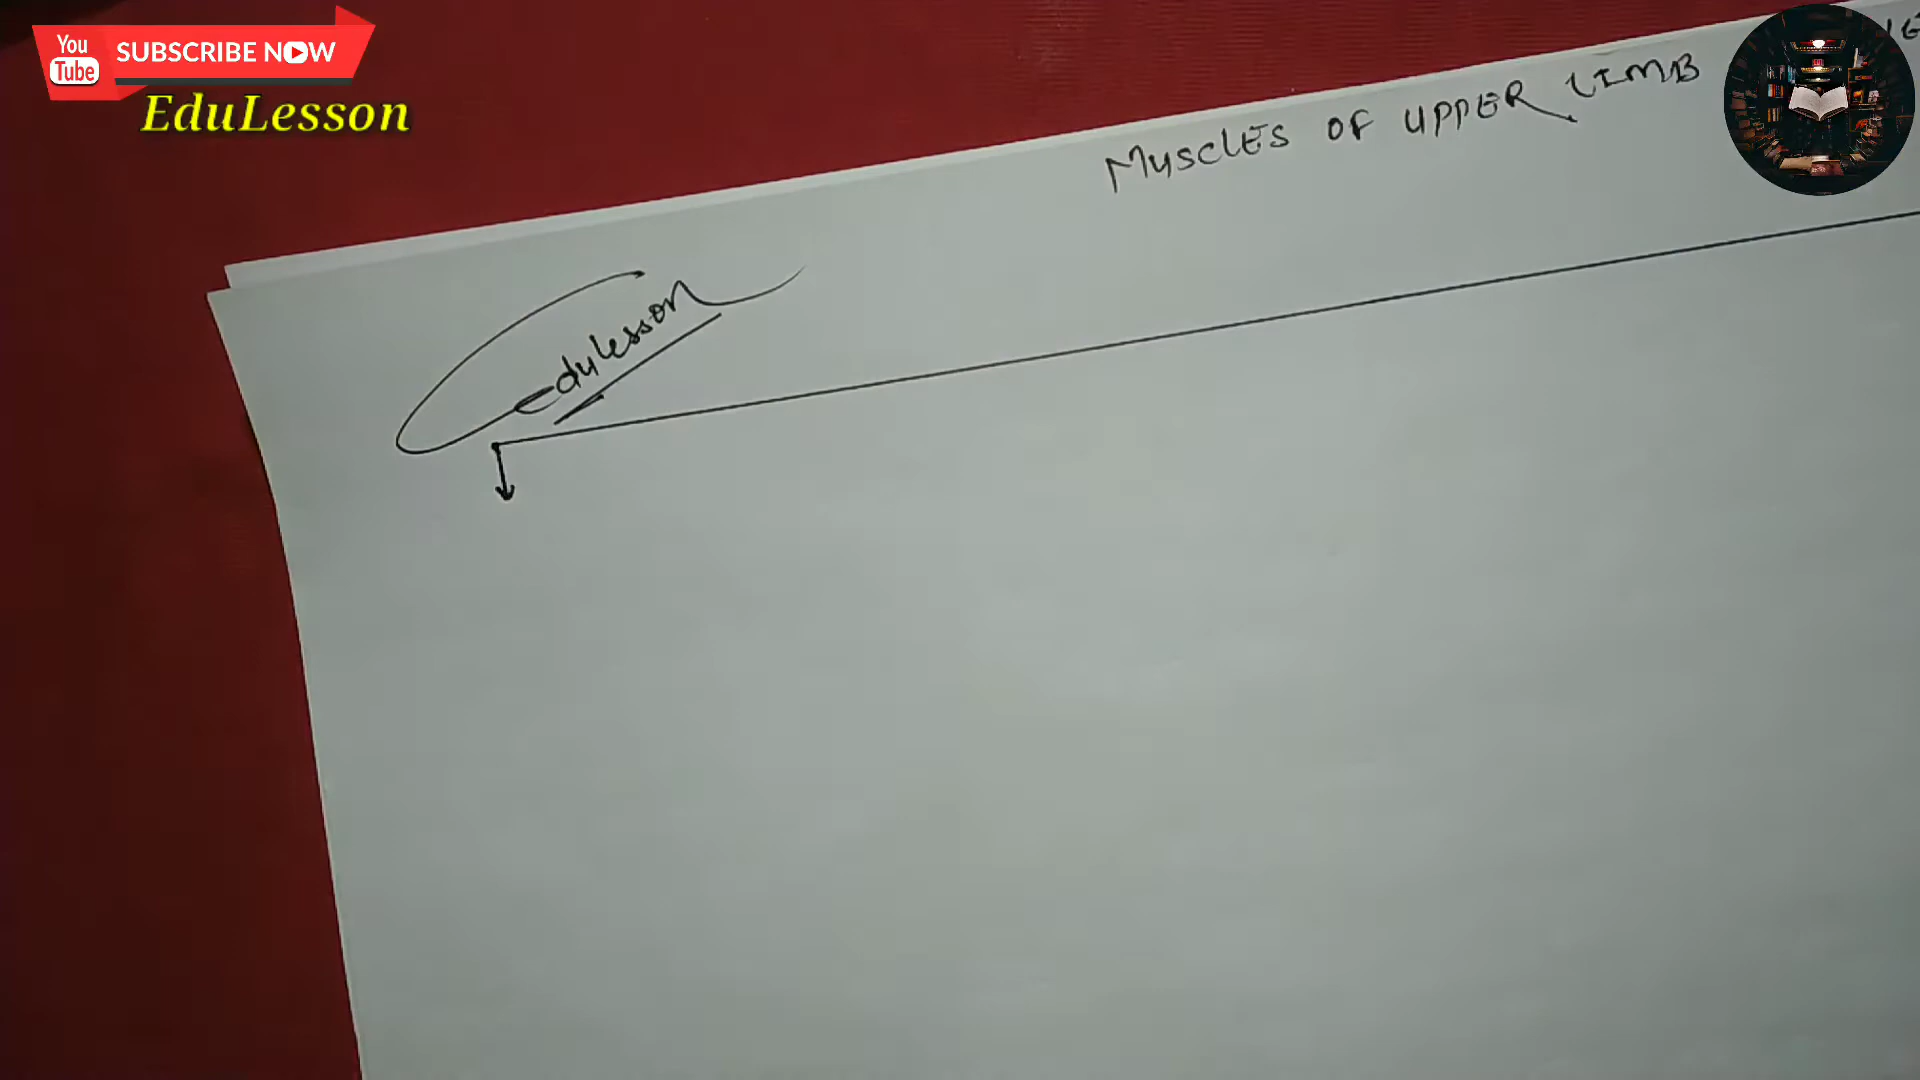 You
Tube
SUBSCRIBE NOW
EduLesson
MUSCLES OF UPPER LIMB
Edulesson